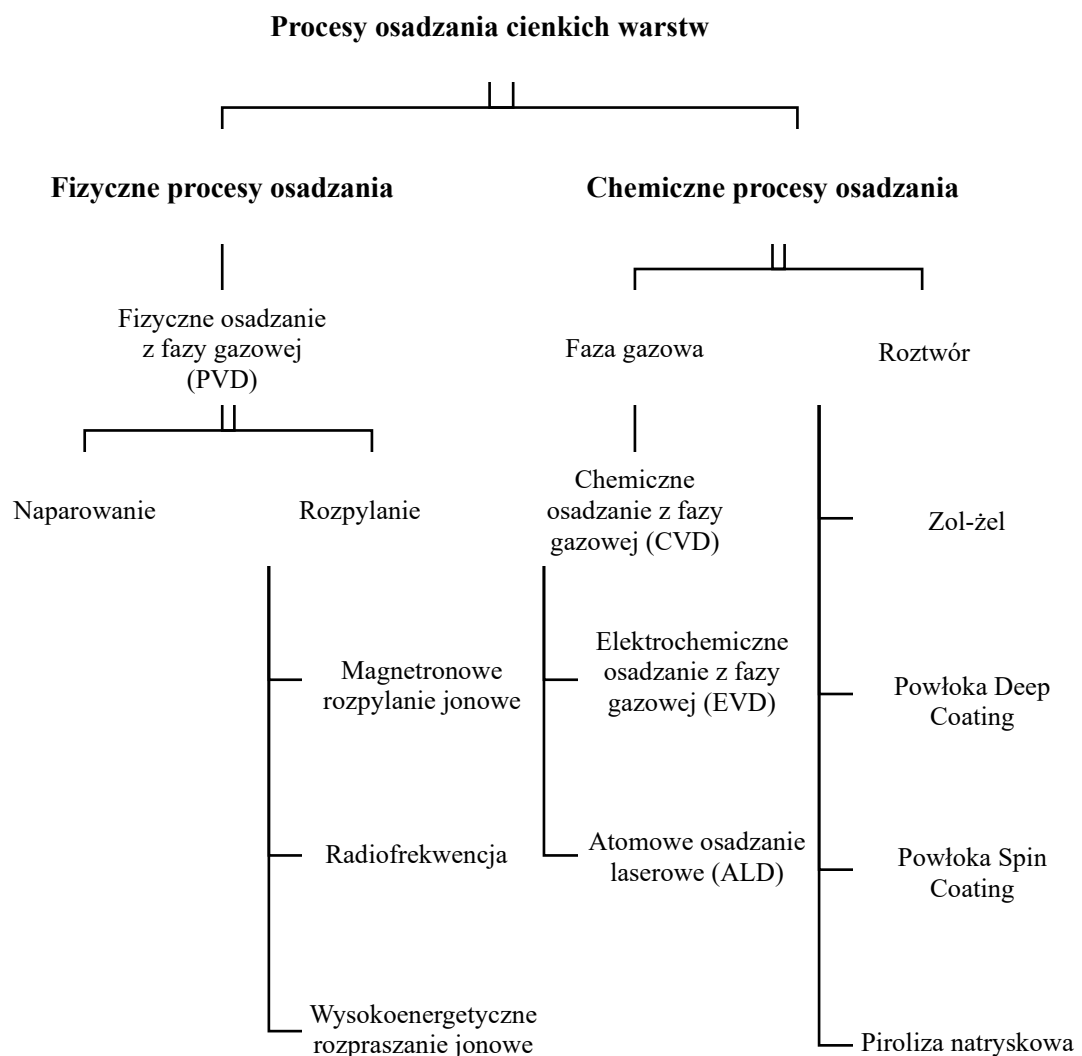 Procesy osadzania cienkich warstw
Fizyczne procesy osadzania
Chemiczne procesy osadzania
Fizyczne osadzanie
z fazy gazowej
(PVD)
Faza gazowa
Roztwór
Naparowanie
Rozpylanie
Chemiczne
osadzanie z fazy
gazowej (CVD)
Zol-żel
Magnetronowe
rozpylanie jonowe
Elektrochemiczne
osadzanie z fazy
gazowej (EVD)
Powłoka Deep
Coating
Radiofrekwencja
Atomowe osadzanie
laserowe (ALD)
Powłoka Spin
Coating
Wysokoenergetyczne
rozpraszanie jonowe
Piroliza natryskowa